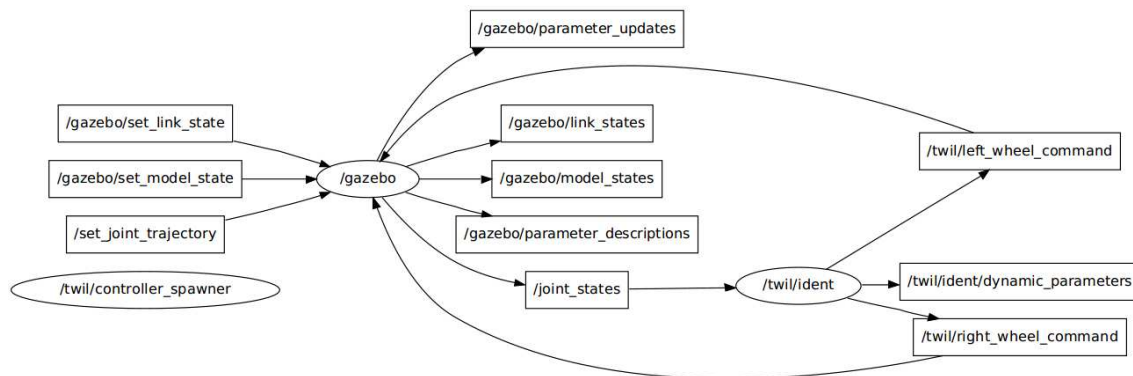 /gazebo/parameter_updates
/gazebo/set_link_state
/gazebo/link_states
/twil/left_wheel_command
/gazebo/set_model_state
/gazebo
/gazebo/model_states
/set_joint_trajectory
/gazebo/parameter_descriptions
/twil/controller_spawner
/joint_states
/twil/ident
/twil/ident/dynamic_parameters
/twil/right_wheel_command